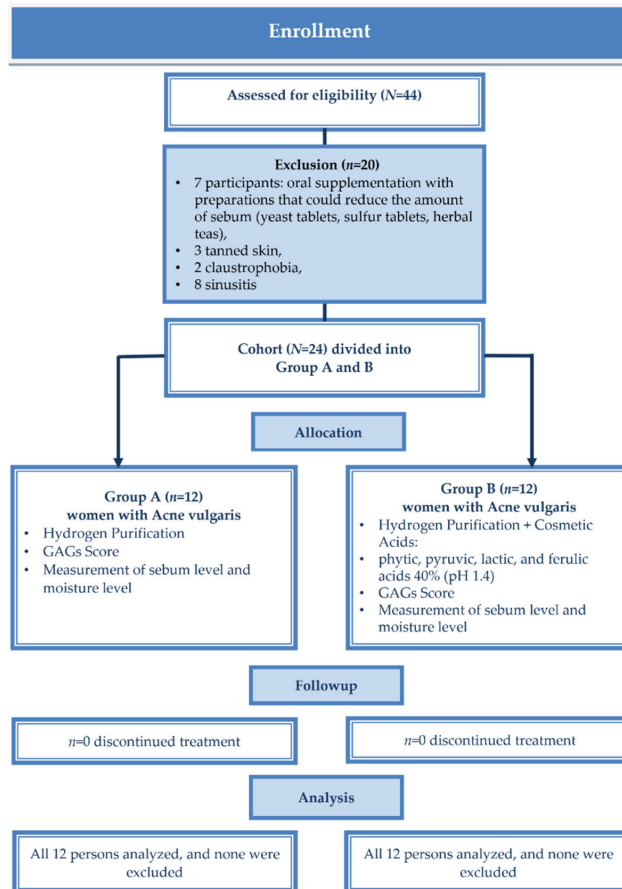 Enrollment
Assessed for eligibility (N=44)
Exclusion (n=20)
• 7 participants: oral supplementation with
preparations that could reduce the amount
of sebum (yeast tablets, sulfur tablets, herbal
teas),
• 3 tanned skin,
• 2 claustrophobia,
• 8 sinusitis
Cohort (N=24) divided into
Group A and B
Allocation
Group A (n=12)
women with Acne vulgaris
• Hydrogen Purification
• GAGs Score
• Measurement of sebum level and
moisture level
Group B (n=12)
women with Acne vulgaris
• Hydrogen Purification + Cosmetic
Acids:
• phytic, pyruvic, lactic, and ferulic
acids 40% (pH 1.4)
• GAGs Score
• Measurement of sebum level and
moisture level
Followup
n=0 discontinued treatment
n=0 discontinued treatment
Analysis
All 12 persons analyzed, and none were
excluded
All 12 persons analyzed, and none were
excluded